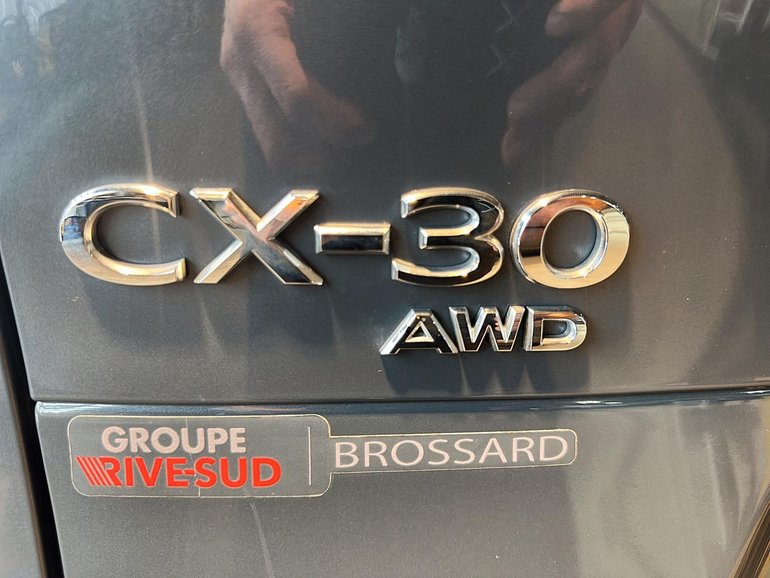 CX-30
AWD
GROUPE
RIVE-SUD
BROSSARD